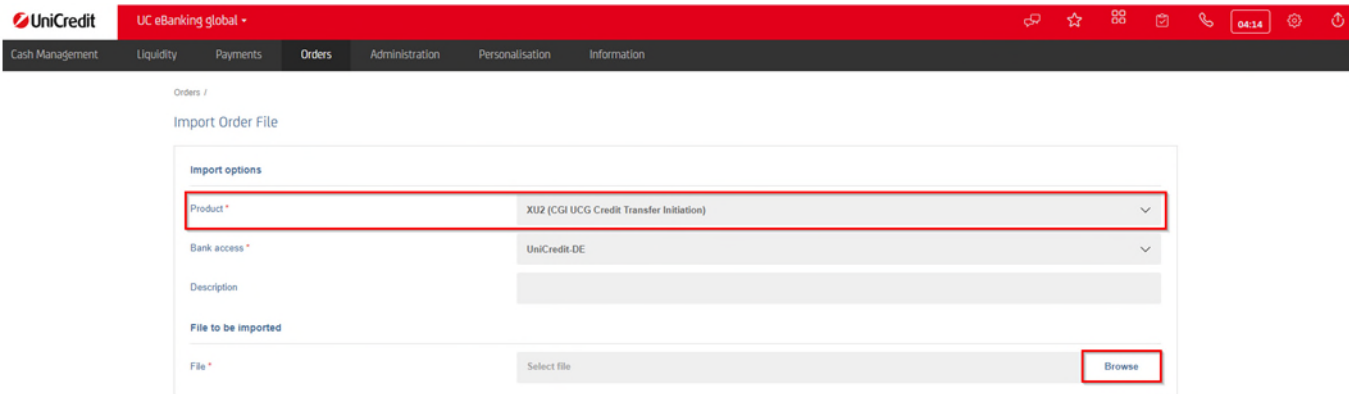 UniCredit UC eBanking global 04:14
Cash Management Liquidity Payments Orders Administration Personalisation Information
Orders /
Import Order File
Import options
Product * XU2 (CGI UCG Credit Transfer Initiation)
Bank access * UniCredit-DE
Description
File to be imported
File * Select file Browse